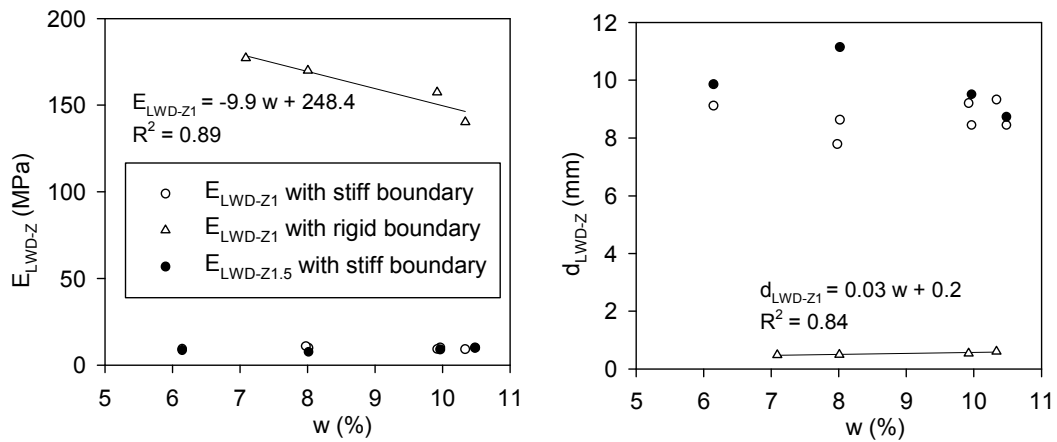 200
150
100
50
0
E_LWD-Z (MPa)
E_LWD-Z1 = -9.9 w + 248.4
R² = 0.89
E_LWD-Z1 with stiff boundary
E_LWD-Z1 with rigid boundary
E_LWD-Z1.5 with stiff boundary
5 6 7 8 9 10 11
w (%)
14
12
10
8
6
4
2
0
d_LWD-Z (mm)
d_LWD-Z1 = 0.03 w + 0.2
R² = 0.84
5 6 7 8 9 10 11
w (%)